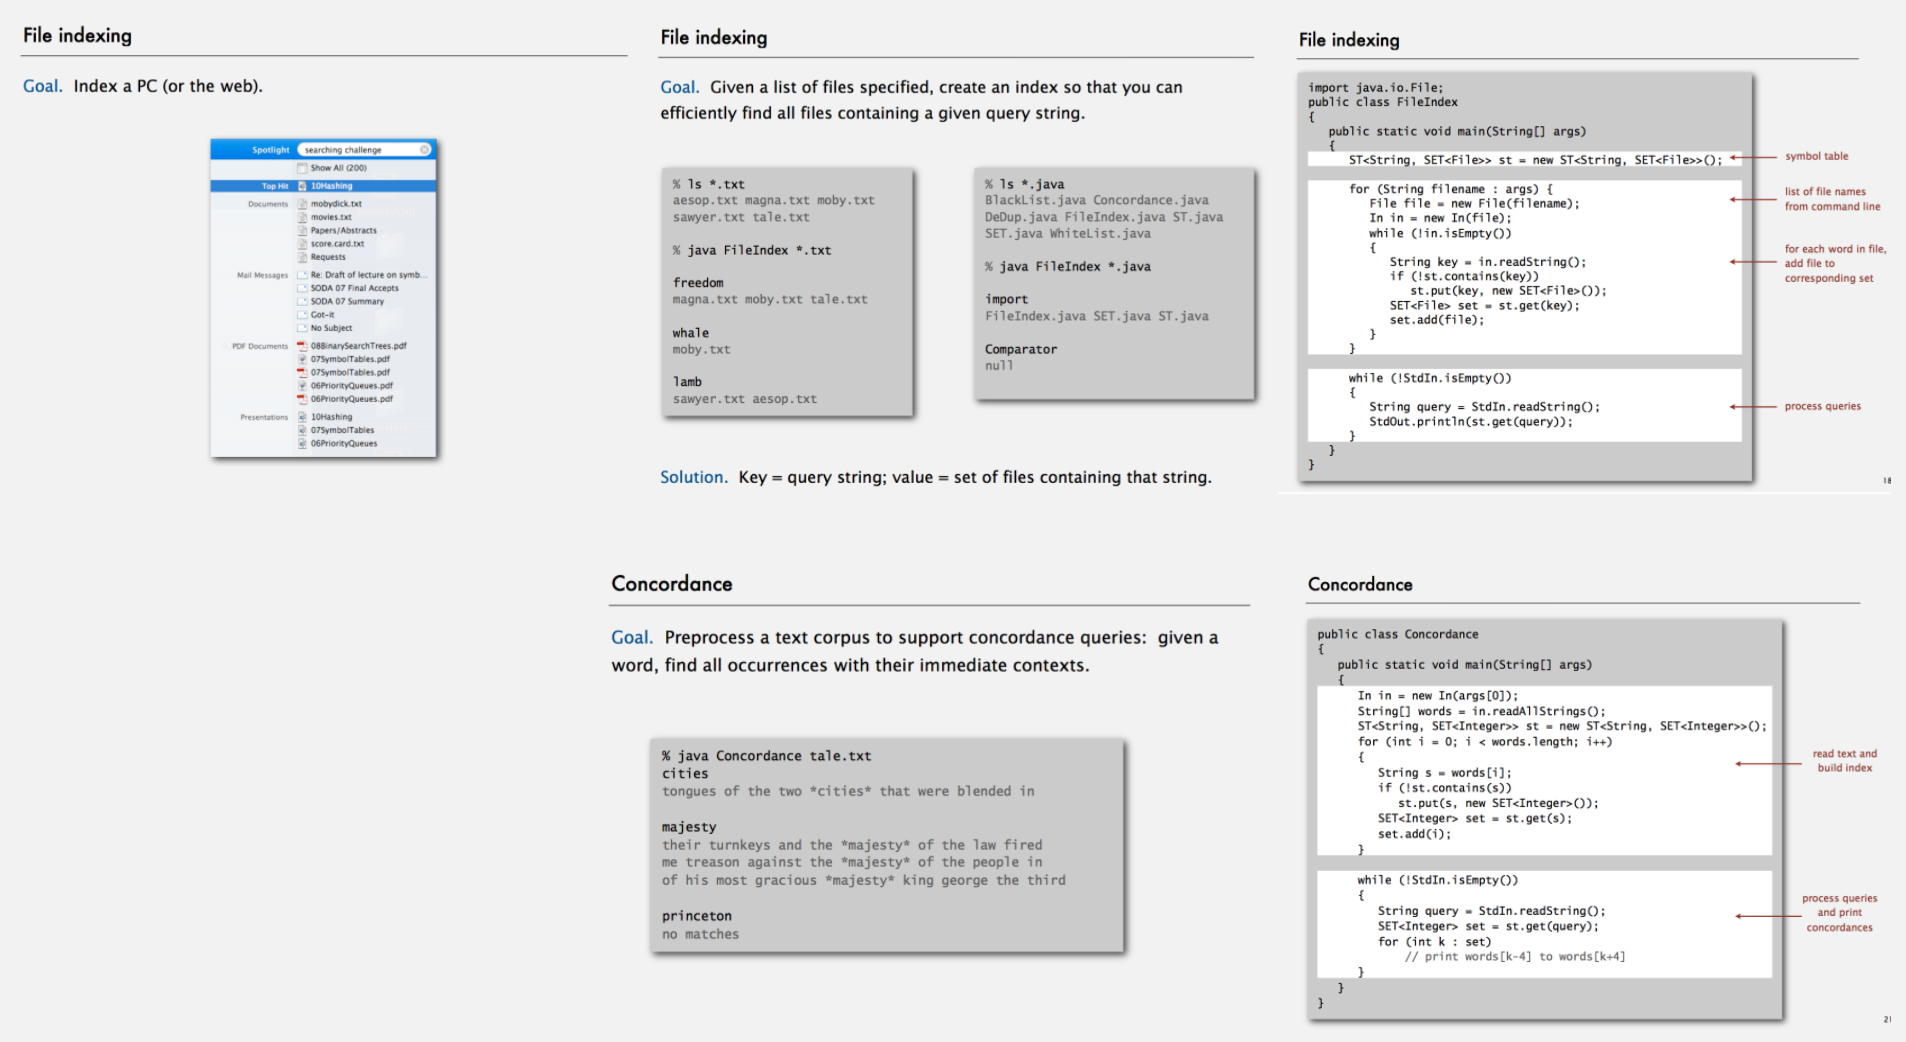 File indexing
Goal. Index a PC (or the web).
Spotlight searching challenge
Show All (200)
Top Hit 10Hashing
Documents mobydick.txt
movies.txt
Papers/Abstracts
score.card.txt
Requests
Mail Messages Re: Draft of lecture on symb...
SODA 07 Final Accepts
SODA 07 Summary
Got-it
No Subject
PDF Documents 08BinarySearchTrees.pdf
07SymbolTables.pdf
07SymbolTables.pdf
06PriorityQueues.pdf
06PriorityQueues.pdf
Presentations 10Hashing
07SymbolTables
06PriorityQueues
File indexing
Goal. Given a list of files specified, create an index so that you can
efficiently find all files containing a given query string.
% ls *.txt
aesop.txt magna.txt moby.txt
sawyer.txt tale.txt
% java FileIndex *.txt
freedom
magna.txt moby.txt tale.txt
whale
moby.txt
lamb
sawyer.txt aesop.txt
% ls *.java
BlackList.java Concordance.java
DeDup.java FileIndex.java ST.java
SET.java WhiteList.java
% java FileIndex *.java
import
FileIndex.java SET.java ST.java
Comparator
null
Solution. Key = query string; value = set of files containing that string.
File indexing
import java.io.File;
public class FileIndex
{
public static void main(String[] args)
{
ST<String, SET<File>> st = new ST<String, SET<File>>();
symbol table
for (String filename : args) {
File file = new File(filename);
In in = new In(file);
while (!in.isEmpty())
{
String key = in.readString();
if (!st.contains(key))
st.put(key, new SET<File>());
SET<File> set = st.get(key);
set.add(file);
}
}
list of file names
from command line
for each word in file,
add file to
corresponding set
while (!StdIn.isEmpty())
{
String query = StdIn.readString();
StdOut.println(st.get(query));
}
}
}
process queries
18
Concordance
Goal. Preprocess a text corpus to support concordance queries: given a
word, find all occurrences with their immediate contexts.
% java Concordance tale.txt
cities
tongues of the two *cities* that were blended in
majesty
their turnkeys and the *majesty* of the law fired
me treason against the *majesty* of the people in
of his most gracious *majesty* king george the third
princeton
no matches
Concordance
public class Concordance
{
public static void main(String[] args)
{
In in = new In(args[0]);
String[] words = in.readAllStrings();
ST<String, SET<Integer>> st = new ST<String, SET<Integer>>();
for (int i = 0; i < words.length; i++)
{
String s = words[i];
if (!st.contains(s))
st.put(s, new SET<Integer>());
SET<Integer> set = st.get(s);
set.add(i);
}
read text and
build index
while (!StdIn.isEmpty())
{
String query = StdIn.readString();
SET<Integer> set = st.get(query);
for (int k : set)
// print words[k-4] to words[k+4]
}
}
}
process queries
and print
concordances
21